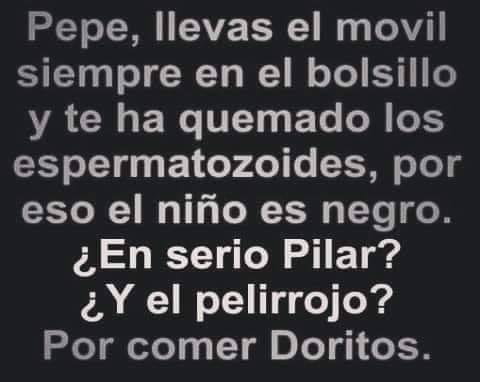 Pepe, llevas el movil
siempre en el bolsillo
y te ha quemado los
espermatozoides, por
eso el niño es negro.
¿En serio Pilar?
¿Y el pelirrojo?
Por comer Doritos.